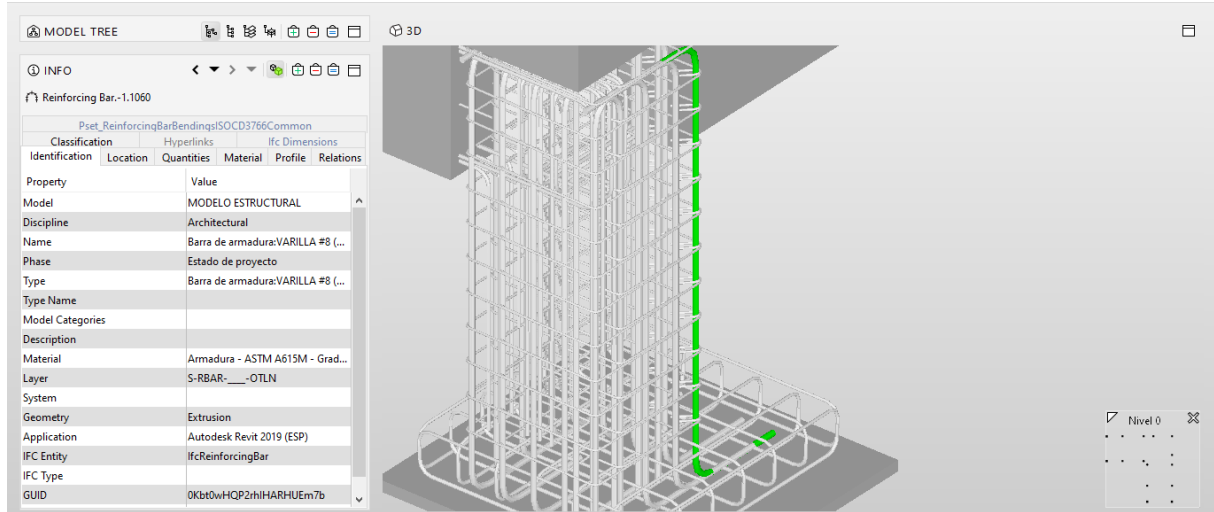 MODEL TREE
3D
INFO
Reinforcing Bar.-1.1060
Pset_ReinforcingBarBendingsISOCD3766Common
Classification Hyperlinks Ifc Dimensions
Identification Location Quantities Material Profile Relations
Property Value
Model MODELO ESTRUCTURAL
Discipline Architectural
Name Barra de armadura:VARILLA #8 (...
Phase Estado de proyecto
Type Barra de armadura:VARILLA #8 (...
Type Name
Model Categories
Description
Material Armadura - ASTM A615M - Grad...
Layer S-RBAR-___-OTLN
System
Geometry Extrusion
Application Autodesk Revit 2019 (ESP)
IFC Entity IfcReinforcingBar
IFC Type
GUID 0Kbt0wHQP2rhIHARHUEm7b
Nivel 0